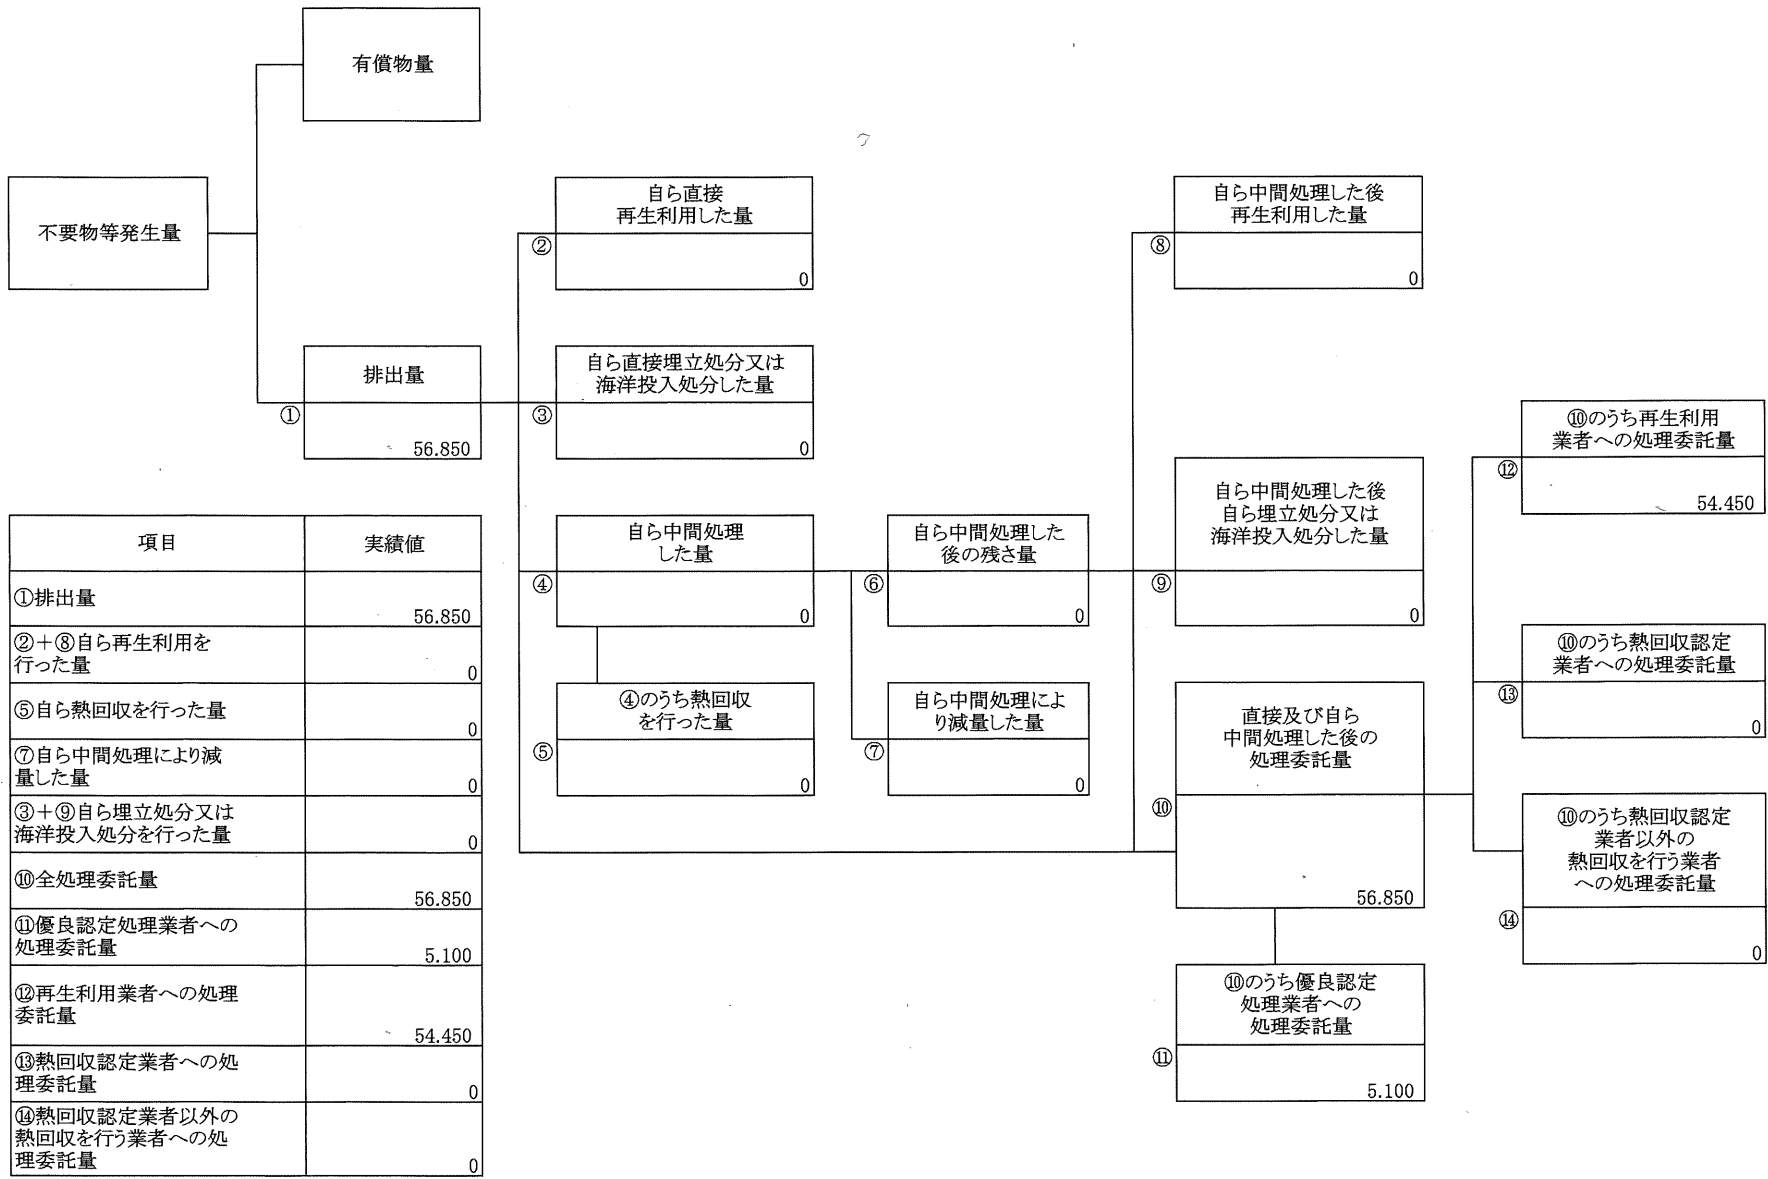 有償物量
不要物等発生量
排出量
①
56.850
自ら直接
再生利用した量
②
0
自ら直接埋立処分又は
海洋投入処分した量
③
0
自ら中間処理
した量
④
0
④のうち熱回収
を行った量
⑤
0
自ら中間処理した
後の残さ量
⑥
0
自ら中間処理によ
り減量した量
⑦
0
自ら中間処理した後
再生利用した量
⑧
0
自ら中間処理した後
自ら埋立処分又は
海洋投入処分した量
⑨
0
直接及び自ら
中間処理した後の
処理委託量
⑩
56.850
⑩のうち優良認定
処理業者への
処理委託量
⑪
5.100
⑩のうち再生利用
業者への処理委託量
⑫
54.450
⑩のうち熱回収認定
業者への処理委託量
⑬
0
⑩のうち熱回収認定
業者以外の
熱回収を行う業者
への処理委託量
⑭
0
項目 実績値
①排出量
56.850
②＋⑧自ら再生利用を
行った量
0
⑤自ら熱回収を行った量
0
⑦自ら中間処理により減
量した量
0
③＋⑨自ら埋立処分又は
海洋投入処分を行った量
0
⑩全処理委託量
56.850
⑪優良認定処理業者への
処理委託量
5.100
⑫再生利用業者への処理
委託量
54.450
⑬熱回収認定業者への処
理委託量
0
⑭熱回収認定業者以外の
熱回収を行う業者への処
理委託量
0